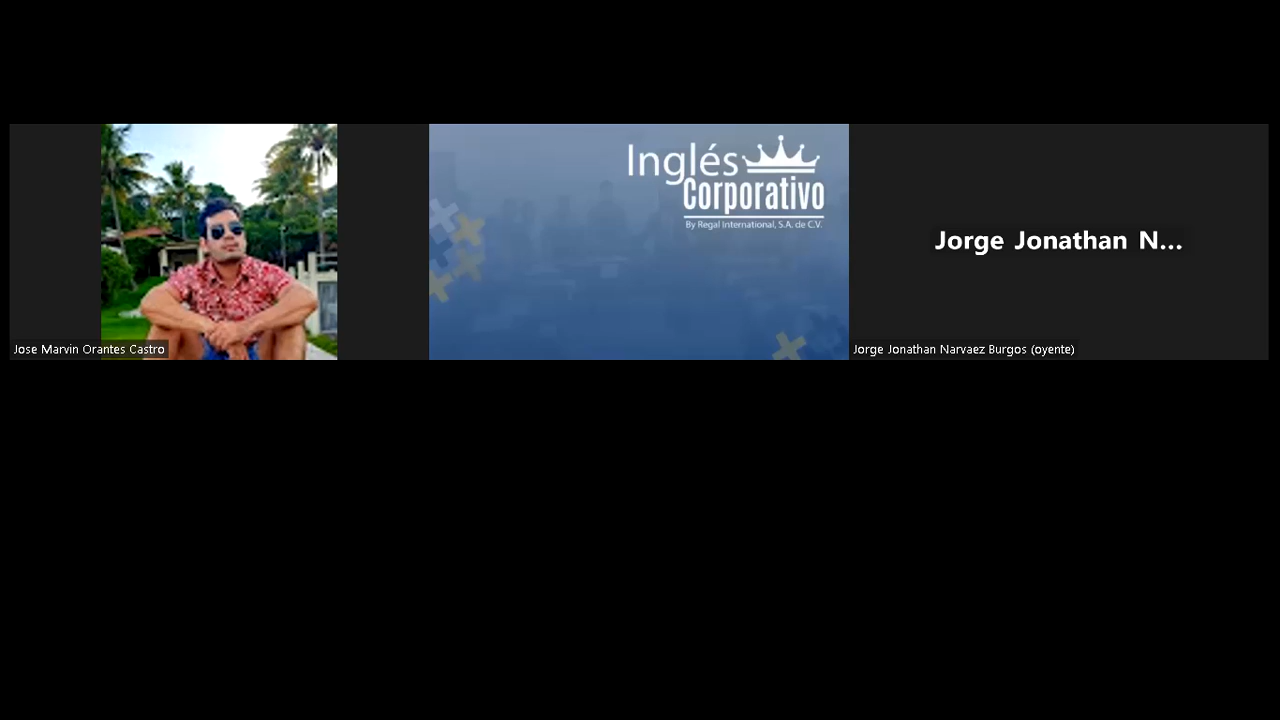 Inglés
Corporativo
By Regal International, S.A. de C.V.
Jorge Jonathan N...
Jose Marvin Orantes Castro
Jorge Jonathan Narvaez Burgos (oyente)